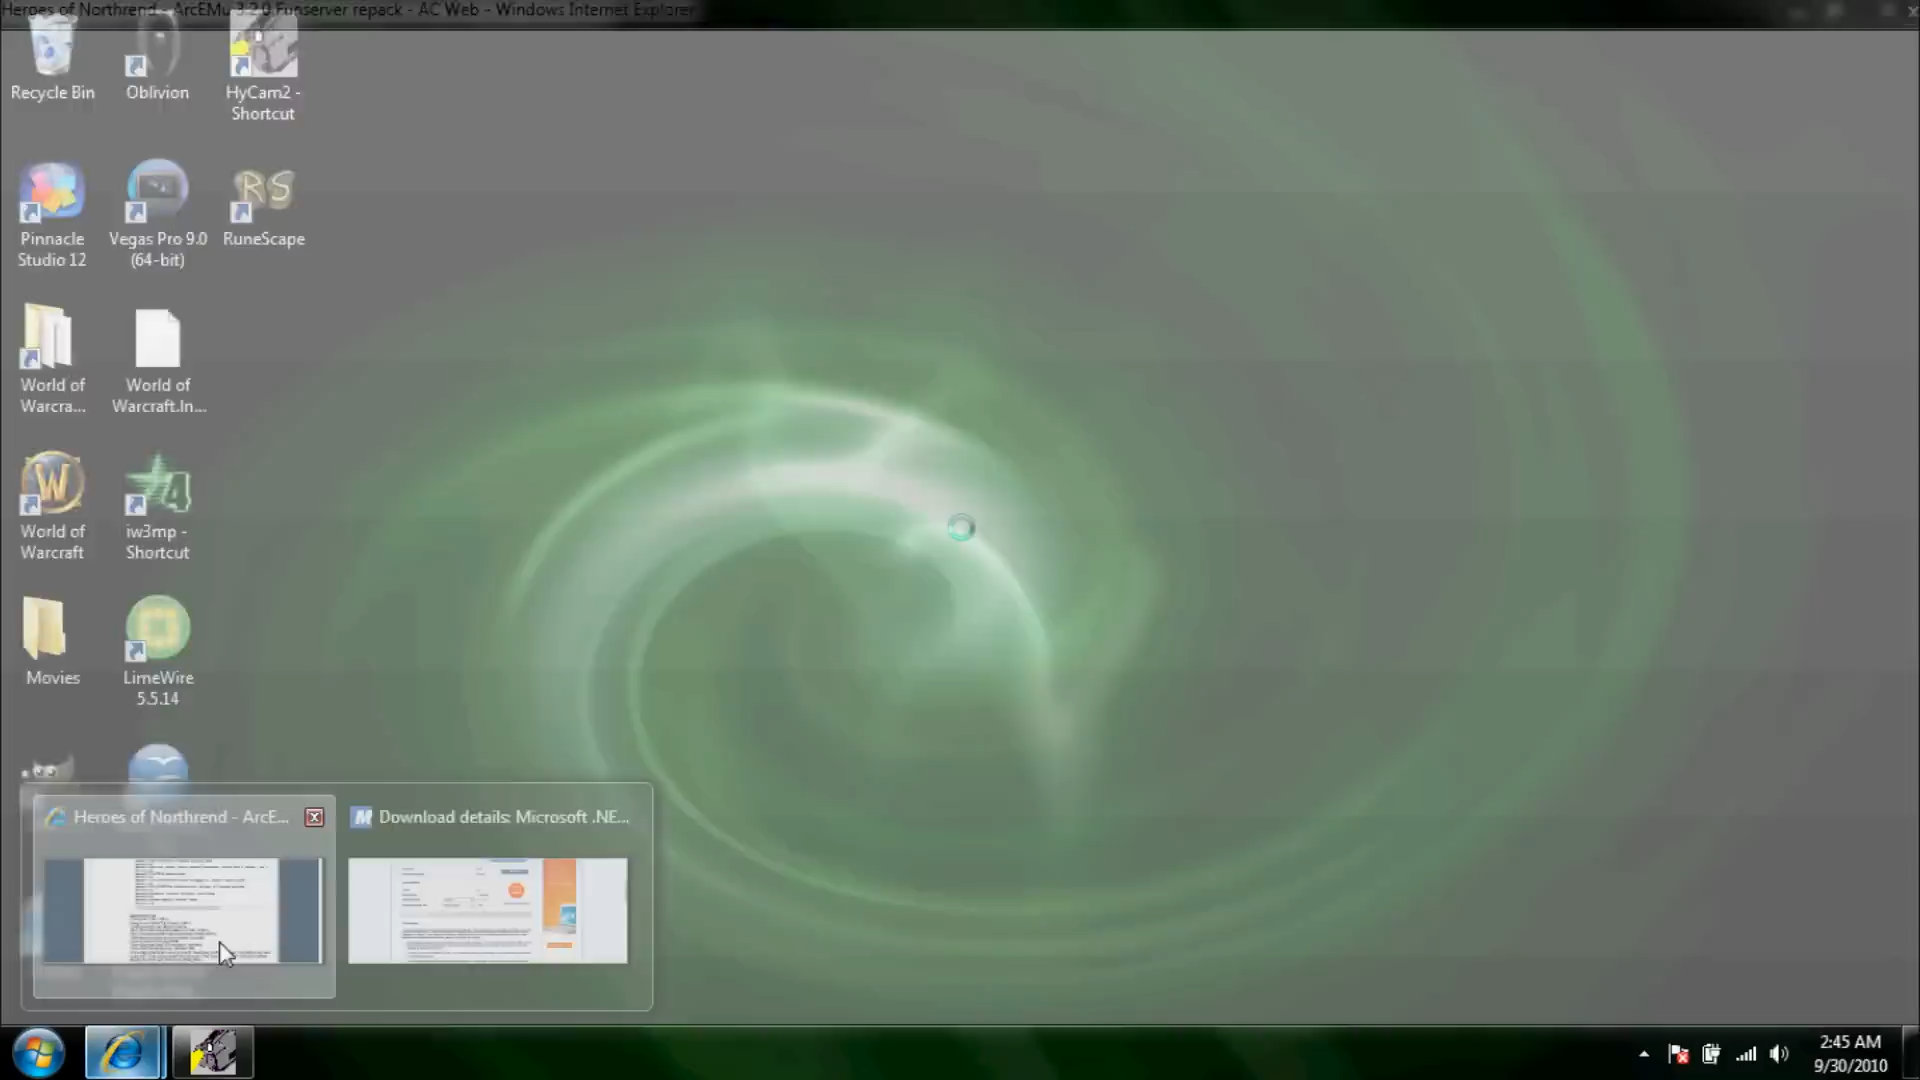 Heroes of Northrend - ArcEMu 3.2.0 Funserver repack - AC Web - Windows Internet Explorer
Recycle Bin
Oblivion
HyCam2 -
Shortcut
Pinnacle
Studio 12
Vegas Pro 9.0
(64-bit)
RS
RuneScape
World of
Warcra...
World of
Warcraft.In...
W
World of
Warcraft
4
iw3mp -
Shortcut
Movies
LimeWire
5.5.14
Heroes of Northrend - ArcE...
M Download details: Microsoft .NE...
2:45 AM
9/30/2010